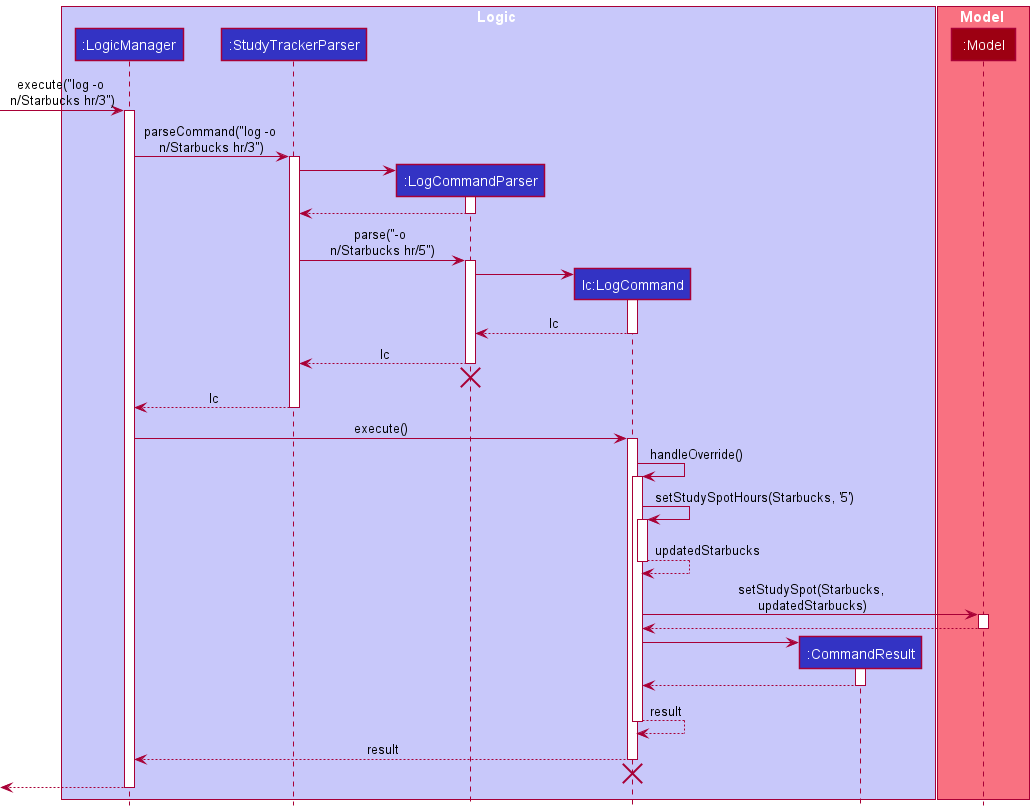 Logic
Model
:LogicManager
:StudyTrackerParser
:Model
execute("log -o
n/Starbucks hr/3")
parseCommand("log -o
n/Starbucks hr/3")
:LogCommandParser
parse("-o
n/Starbucks hr/5")
lc:LogCommand
lc
lc
lc
execute()
handleOverride()
setStudySpotHours(Starbucks, '5')
updatedStarbucks
setStudySpot(Starbucks,
updatedStarbucks)
:CommandResult
result
result